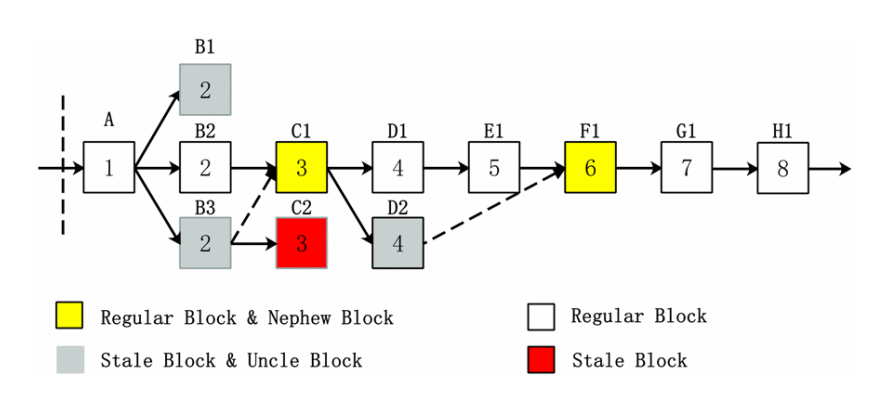 B1
2
A B2 C1 D1 E1 F1 G1 H1
1 2 3 4 5 6 7 8
B3 C2 D2
2 3 4
Regular Block & Nephew Block
Regular Block
Stale Block & Uncle Block
Stale Block